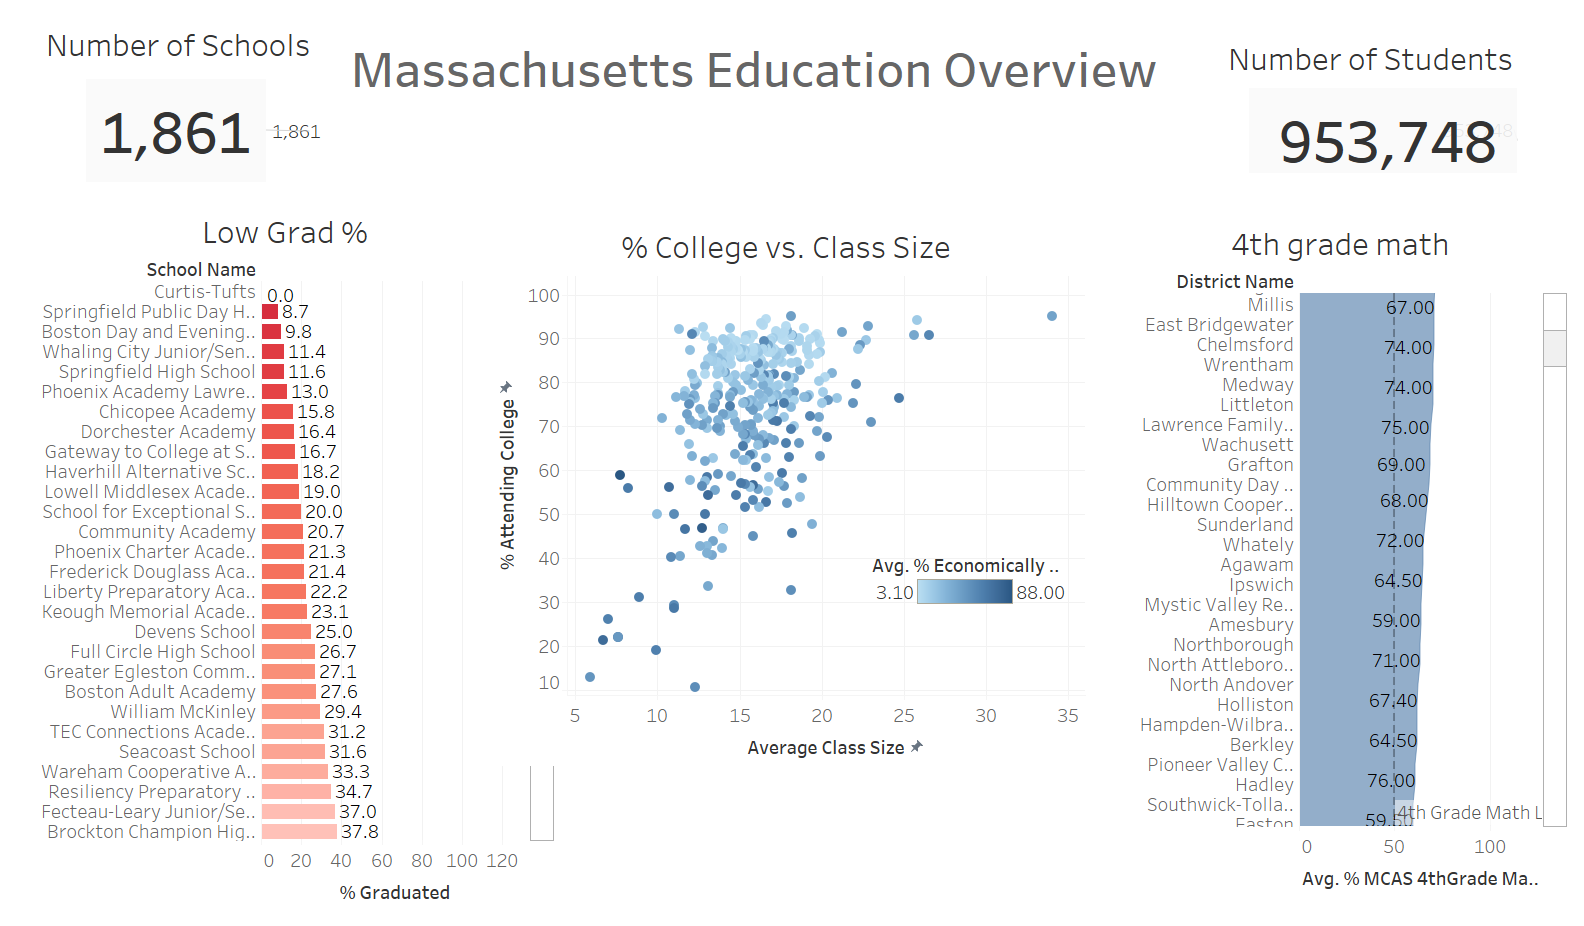 Number of Schools
Massachusetts Education Overview
Number of Students
1,861
1,861
953,748
Low Grad %
School Name
Curtis-Tufts 0.0
Springfield Public Day H.. 8.7
Boston Day and Evening.. 9.8
Whaling City Junior/Sen.. 11.4
Springfield High School 11.6
Phoenix Academy Lawre.. 13.0
Chicopee Academy 15.8
Dorchester Academy 16.4
Gateway to College at S.. 16.7
Haverhill Alternative Sc.. 18.2
Lowell Middlesex Acade.. 19.0
School for Exceptional S.. 20.0
Community Academy 20.7
Phoenix Charter Acade.. 21.3
Frederick Douglass Aca.. 21.4
Liberty Preparatory Aca.. 22.2
Keough Memorial Acade.. 23.1
Devens School 25.0
Full Circle High School 26.7
Greater Egleston Comm.. 27.1
Boston Adult Academy 27.6
William McKinley 29.4
TEC Connections Acade.. 31.2
Seacoast School 31.6
Wareham Cooperative A.. 33.3
Resiliency Preparatory .. 34.7
Fecteau-Leary Junior/Se.. 37.0
Brockton Champion Hig.. 37.8
0 20 40 60 80 100 120
% Graduated
% College vs. Class Size
% Attending College
100
90
80
70
60
50
40
30
20
10
5 10 15 20 25 30 35
Average Class Size
Avg. % Economically ..
3.10 88.00
4th grade math
District Name
Millis 67.00
East Bridgewater
Chelmsford 74.00
Wrentham
Medway 74.00
Littleton
Lawrence Family.. 75.00
Wachusett
Grafton 69.00
Community Day ..
Hilltown Cooper.. 68.00
Sunderland
Whately 72.00
Agawam
Ipswich 64.50
Mystic Valley Re..
Amesbury 59.00
Northborough
North Attleboro.. 71.00
North Andover
Holliston 67.40
Hampden-Wilbra..
Berkley 64.50
Pioneer Valley C..
Hadley 76.00
Southwick-Tolla..
4th Grade Math L
Easton 59.50
0 50 100
Avg. % MCAS 4thGrade Ma..